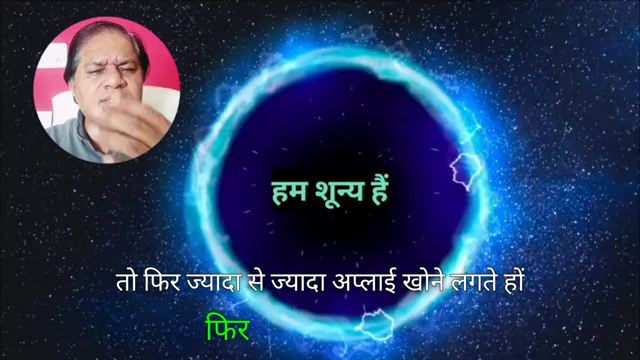 हम शून्य हैं
तो फिर ज्यादा से ज्यादा अप्लाई खोने लगते हों
फिर